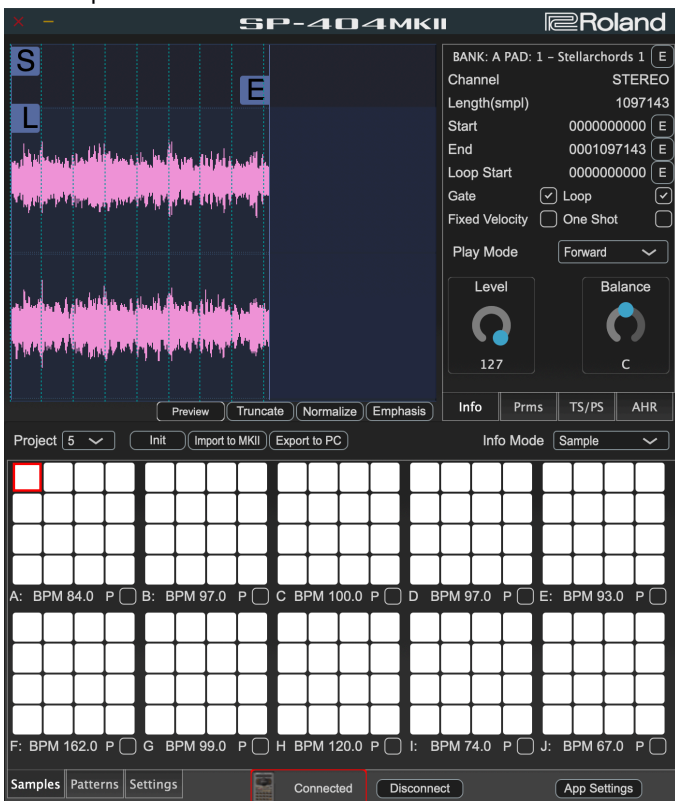 SP-404MKII Roland
S
E
L
BANK: A PAD: 1 – Stellarchords 1 E
Channel STEREO
Length(smpl) 1097143
Start 0000000000 E
End 0001097143 E
Loop Start 0000000000 E
Gate Loop
Fixed Velocity One Shot
Play Mode Forward
Level Balance
127 C
Preview Truncate Normalize Emphasis
Info Prms TS/PS AHR
Project 5 Init Import to MKII Export to PC Info Mode Sample
A: BPM 84.0 P B: BPM 97.0 P C BPM 100.0 P D BPM 97.0 P E: BPM 93.0 P
F: BPM 162.0 P G BPM 99.0 P H BPM 120.0 P I: BPM 74.0 P J: BPM 67.0 P
Samples Patterns Settings Connected Disconnect App Settings